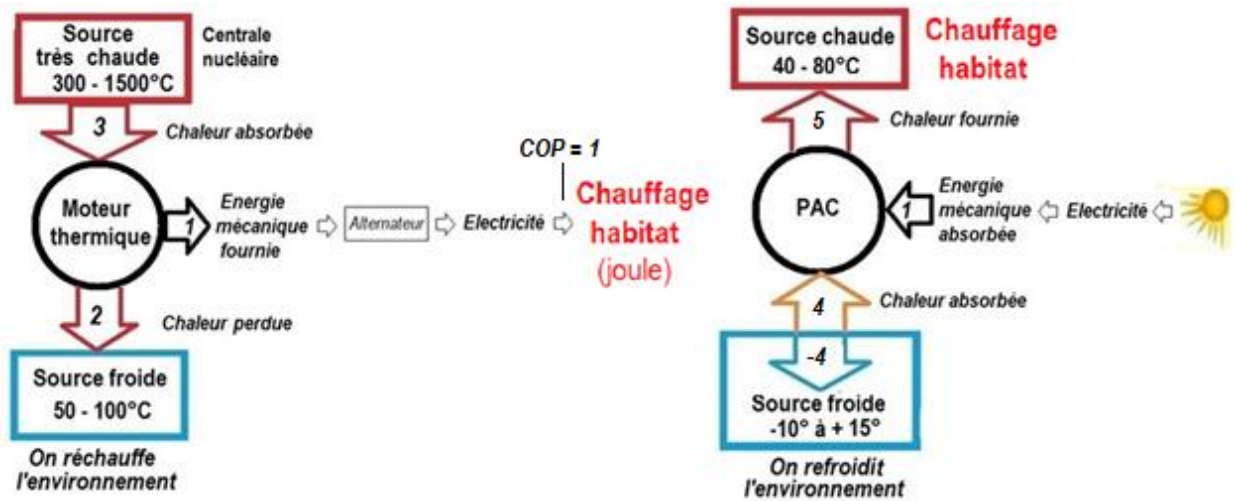 Source
très chaude
300 - 1500°C
Centrale
nucléaire
3
Chaleur absorbée
Moteur
thermique
1
Energie
mécanique
fournie
Alternateur
Electricité
COP = 1
Chauffage
habitat
(joule)
2
Chaleur perdue
Source froide
50 - 100°C
On réchauffe
l'environnement
Source chaude
40 - 80°C
Chauffage
habitat
5
Chaleur fournie
PAC
1
Energie
mécanique
absorbée
Electricité
4
Chaleur absorbée
-4
Source froide
-10° à + 15°
On refroidit
l'environnement